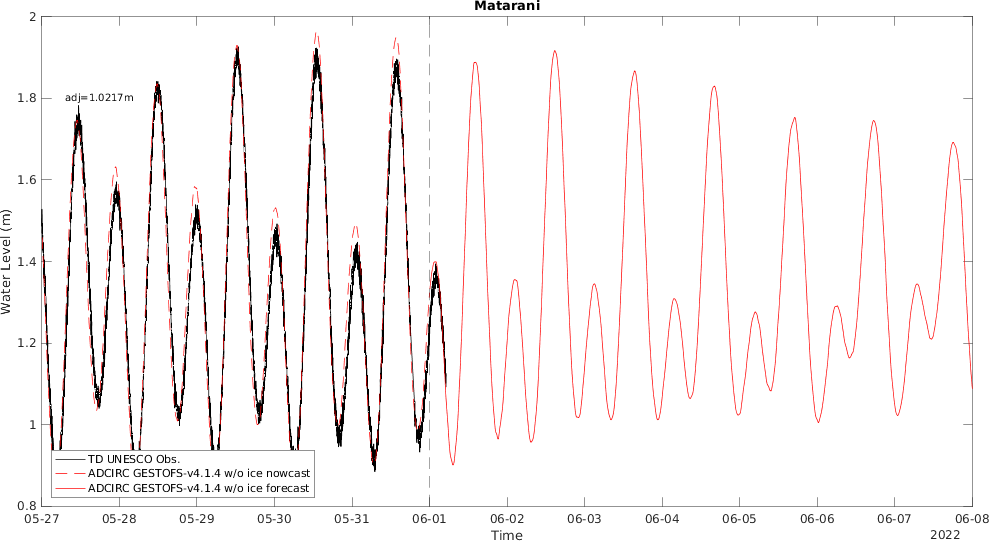 Matarani
2
1.8
1.6
1.4
1.2
1
0.8
Water Level (m)
adj=1.0217m
TD UNESCO Obs.
ADCIRC GESTOFS-v4.1.4 w/o ice nowcast
ADCIRC GESTOFS-v4.1.4 w/o ice forecast
05-27 05-28 05-29 05-30 05-31 06-01 06-02 06-03 06-04 06-05 06-06 06-07 06-08
Time
2022